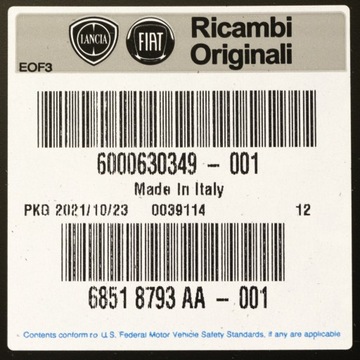 LANCIA FIAT Ricambi
Originali
EOF3
6000630349 - 001
Made In Italy
PKG 2021/10/23 0039114 12
6851 8793 AA - 001
Contents conform to U.S. Federal Motor Vehicle Safety Standards, if any are applicable